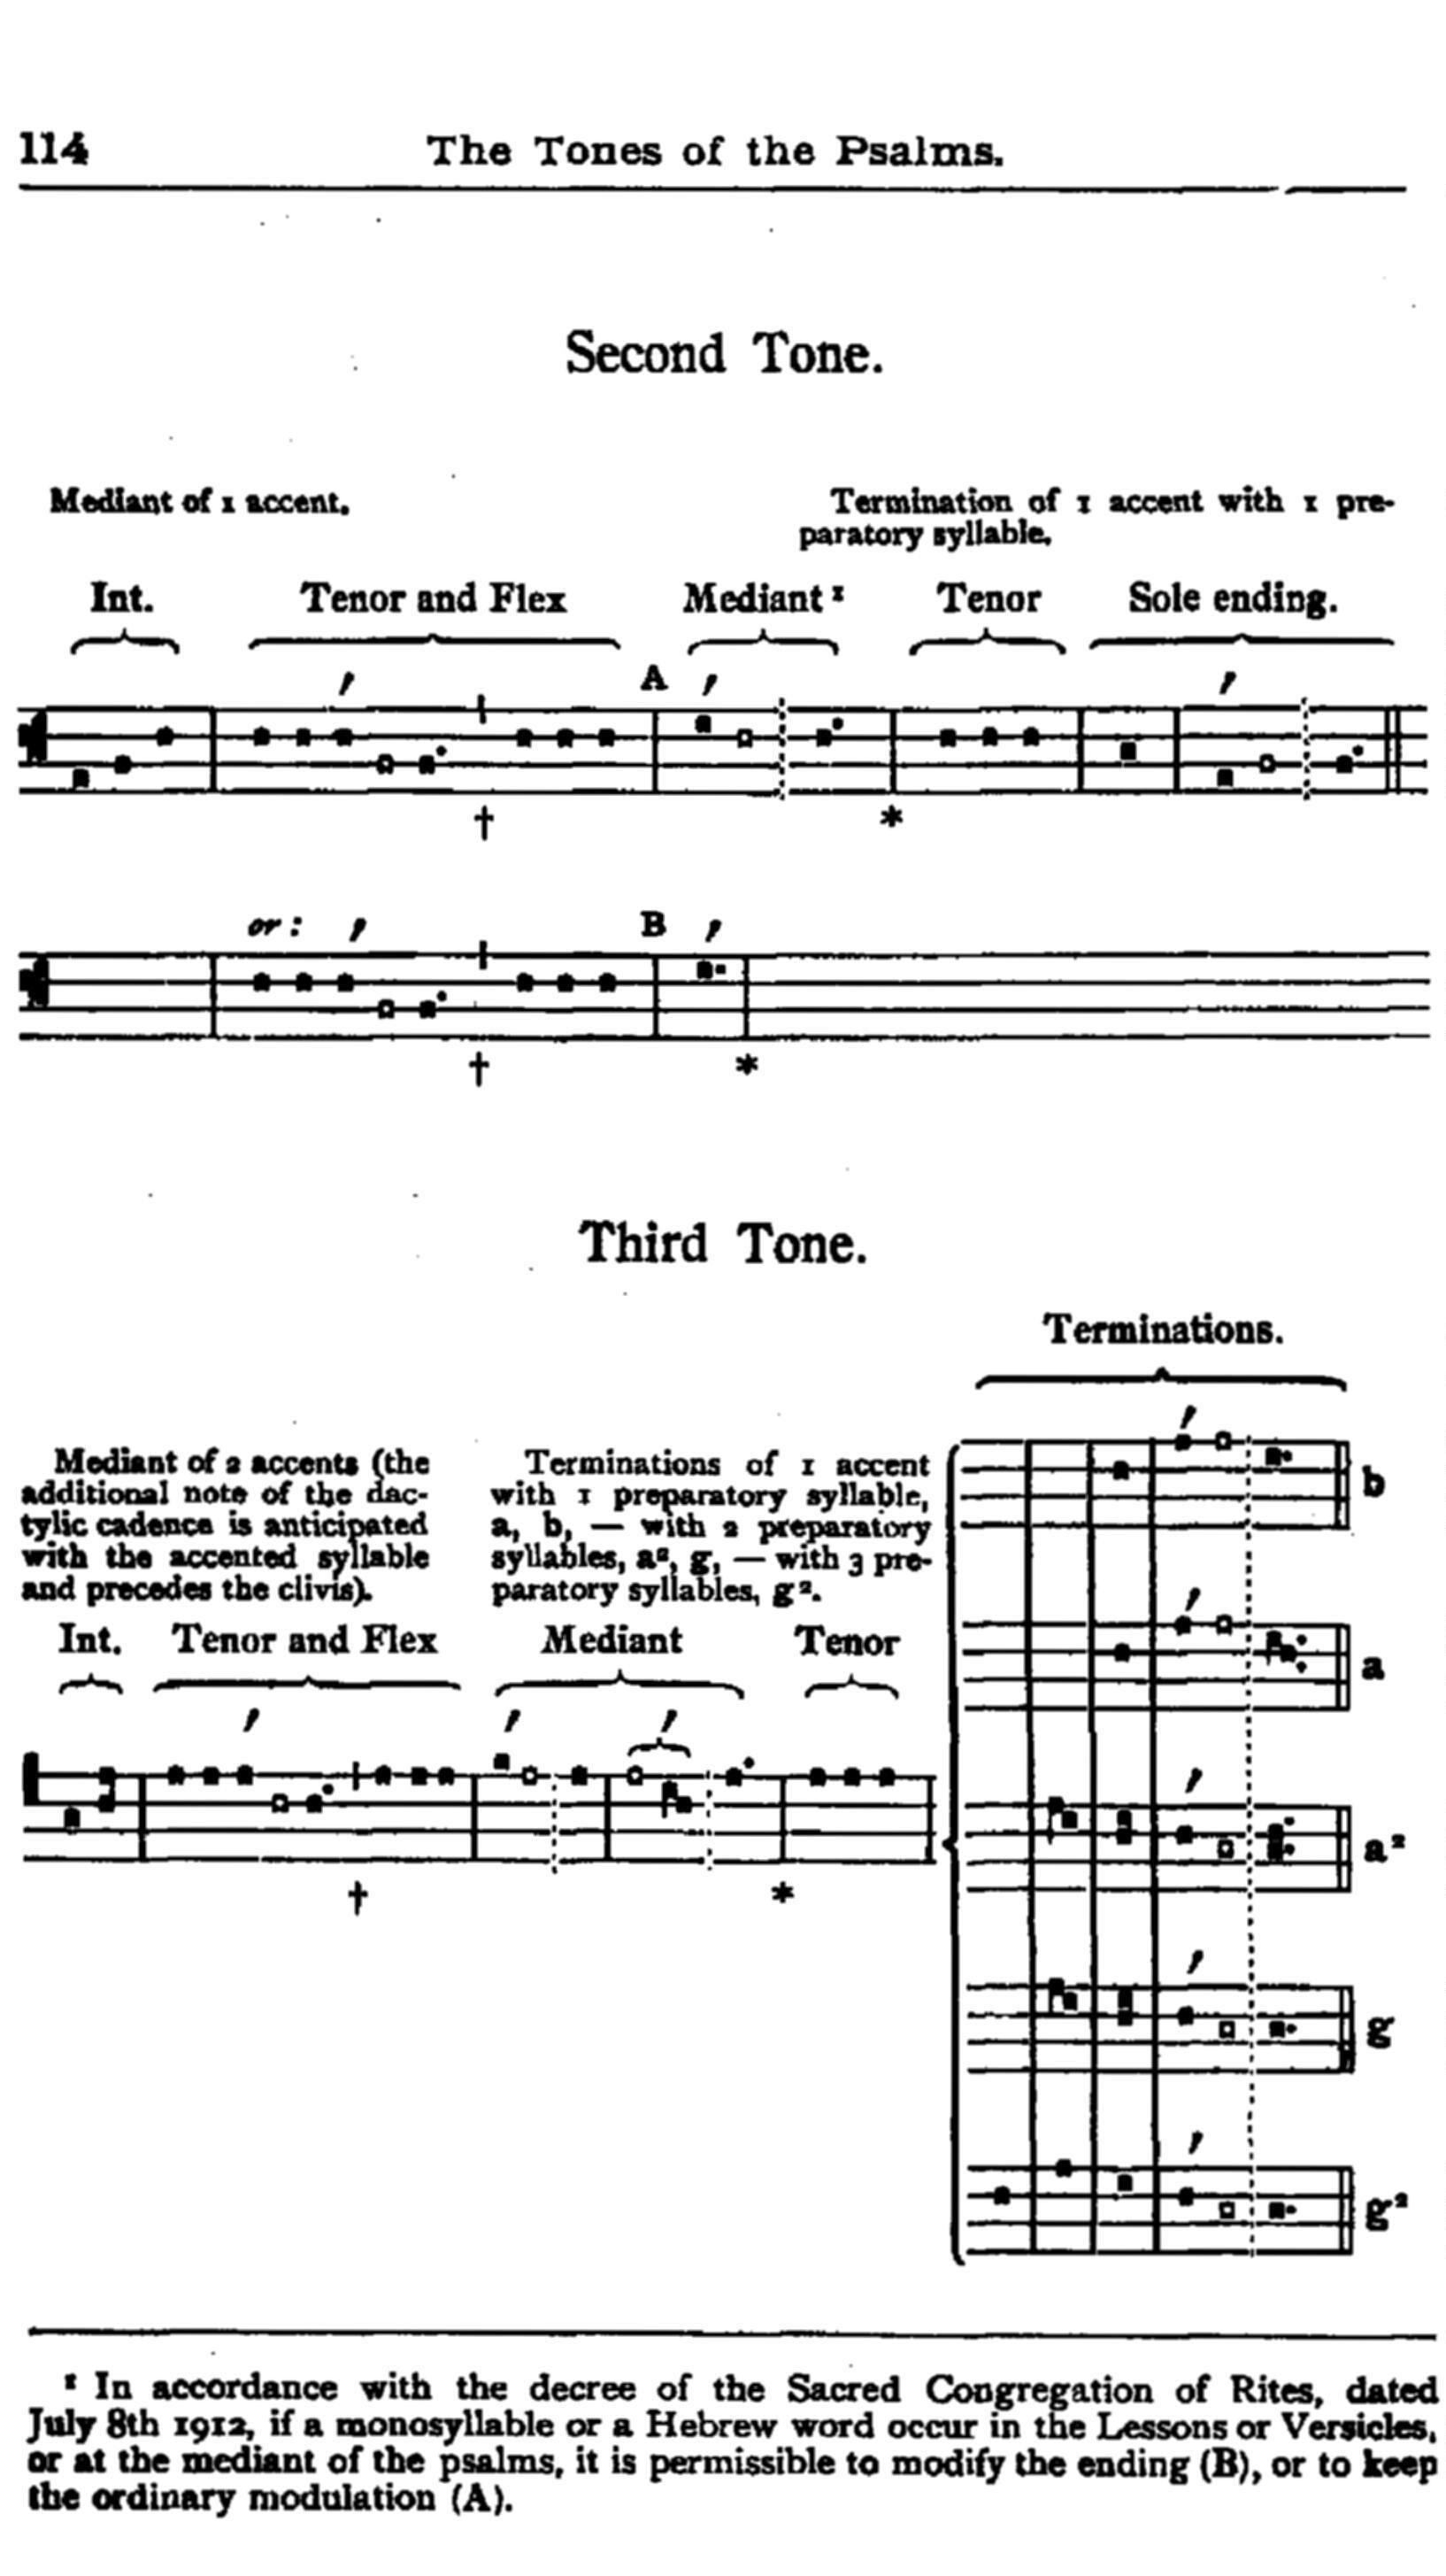 114 The Tones of the Psalms.
Second Tone.
Mediant of 1 accent.
Termination of 1 accent with 1 pre-
paratory syllable.
Int. Tenor and Flex Mediant ¹ Tenor Sole ending.
A
† *
or : B
† *
Third Tone.
Terminations.
Mediant of 2 accents (the
additional note of the dac-
tylic cadence is anticipated
with the accented syllable
and precedes the clivis).
Terminations of 1 accent
with 1 preparatory syllable,
a, b, — with 2 preparatory
syllables, a², g, — with 3 pre-
paratory syllables, g².
Int. Tenor and Flex Mediant Tenor
† *
b
a
a²
g
g²
¹ In accordance with the decree of the Sacred Congregation of Rites, dated
July 8th 1912, if a monosyllable or a Hebrew word occur in the Lessons or Versicles,
or at the mediant of the psalms, it is permissible to modify the ending (B), or to keep
the ordinary modulation (A).